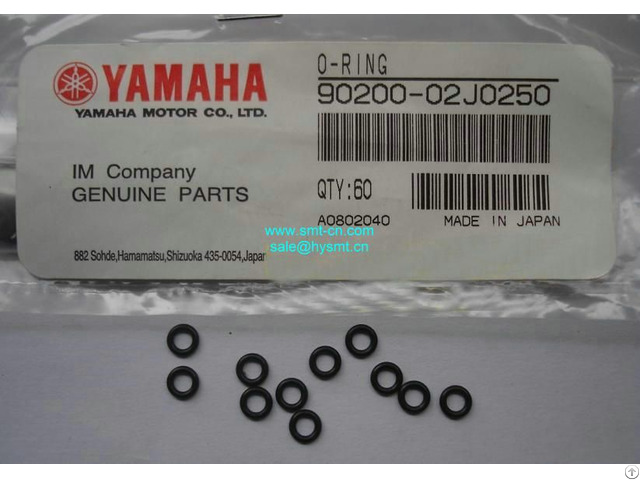 YAMAHA
YAMAHA MOTOR CO., LTD.
IM Company
GENUINE PARTS
882 Sohde,Hamamatsu,Shizuoka 435-0054,Japan
O-RING
90200-02J0250
QTY:60
A0802040 MADE IN JAPAN
www.smt-cn.com
sale@hysmt.cn